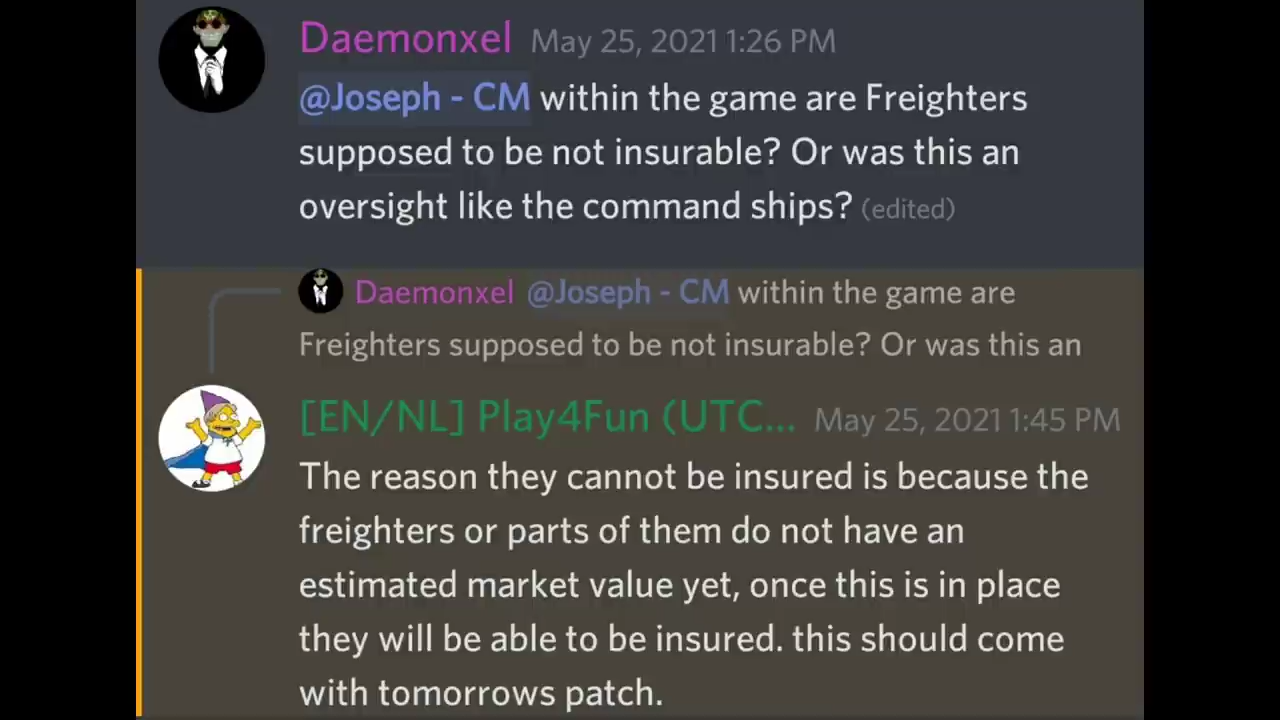 Daemonxel May 25, 2021 1:26 PM
@Joseph - CM within the game are Freighters
supposed to be not insurable? Or was this an
oversight like the command ships? (edited)
Daemonxel @Joseph - CM within the game are
Freighters supposed to be not insurable? Or was this an
[EN/NL] Play4Fun (UTC... May 25, 2021 1:45 PM
The reason they cannot be insured is because the
freighters or parts of them do not have an
estimated market value yet, once this is in place
they will be able to be insured. this should come
with tomorrows patch.